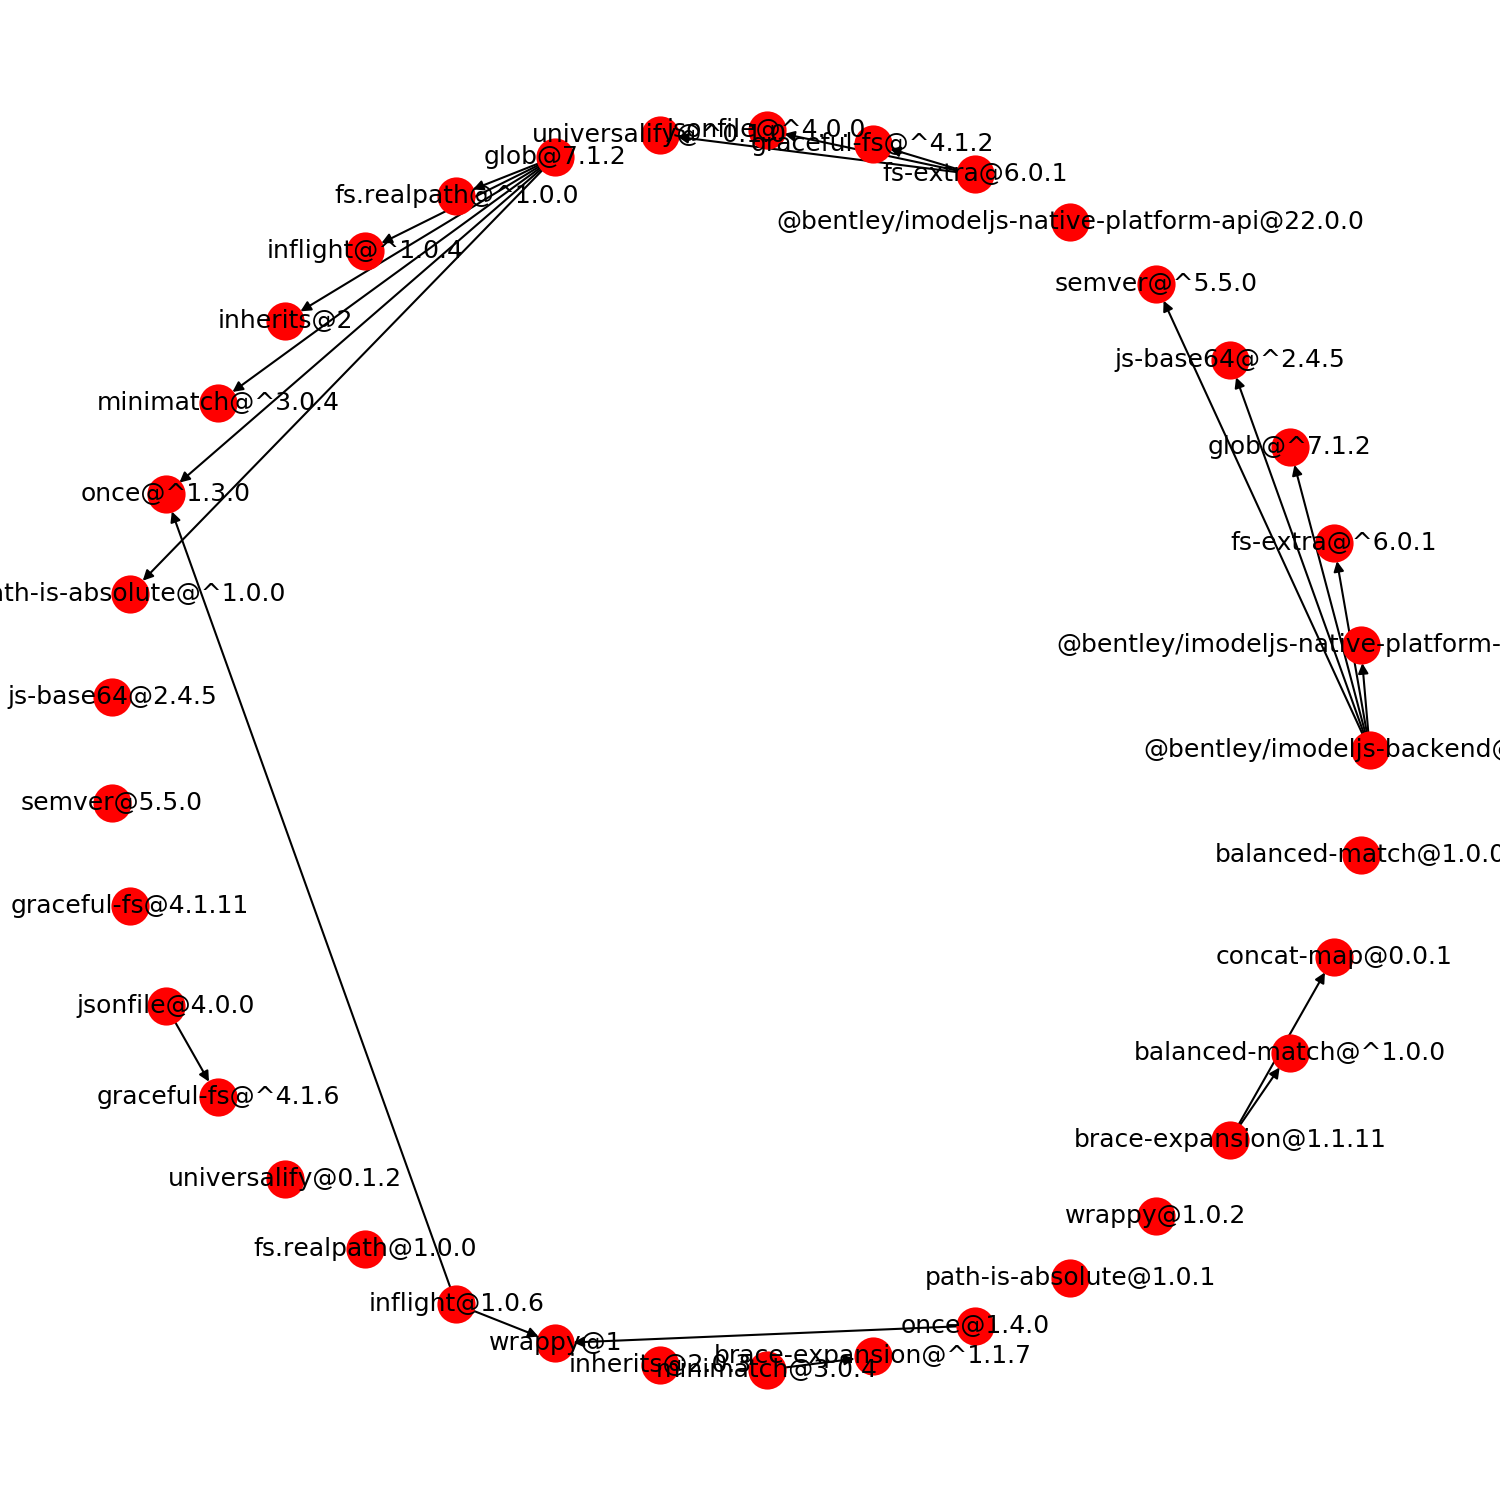 jsonfile@^4.0.0
universalify@^0.1.0
graceful-fs@^4.1.2
glob@7.1.2
fs-extra@6.0.1
fs.realpath@^1.0.0
@bentley/imodeljs-native-platform-api@22.0.0
inflight@^1.0.4
semver@^5.5.0
inherits@2
js-base64@^2.4.5
minimatch@^3.0.4
glob@^7.1.2
once@^1.3.0
fs-extra@^6.0.1
ath-is-absolute@^1.0.0
@bentley/imodeljs-native-platform-
js-base64@2.4.5
@bentley/imodeljs-backend@
semver@5.5.0
balanced-match@1.0.0
graceful-fs@4.1.11
concat-map@0.0.1
jsonfile@4.0.0
balanced-match@^1.0.0
graceful-fs@^4.1.6
brace-expansion@1.1.11
universalify@0.1.2
wrappy@1.0.2
fs.realpath@1.0.0
path-is-absolute@1.0.1
inflight@1.0.6
once@1.4.0
wrappy@1
brace-expansion@^1.1.7
inherits@2.0.3
minimatch@3.0.4